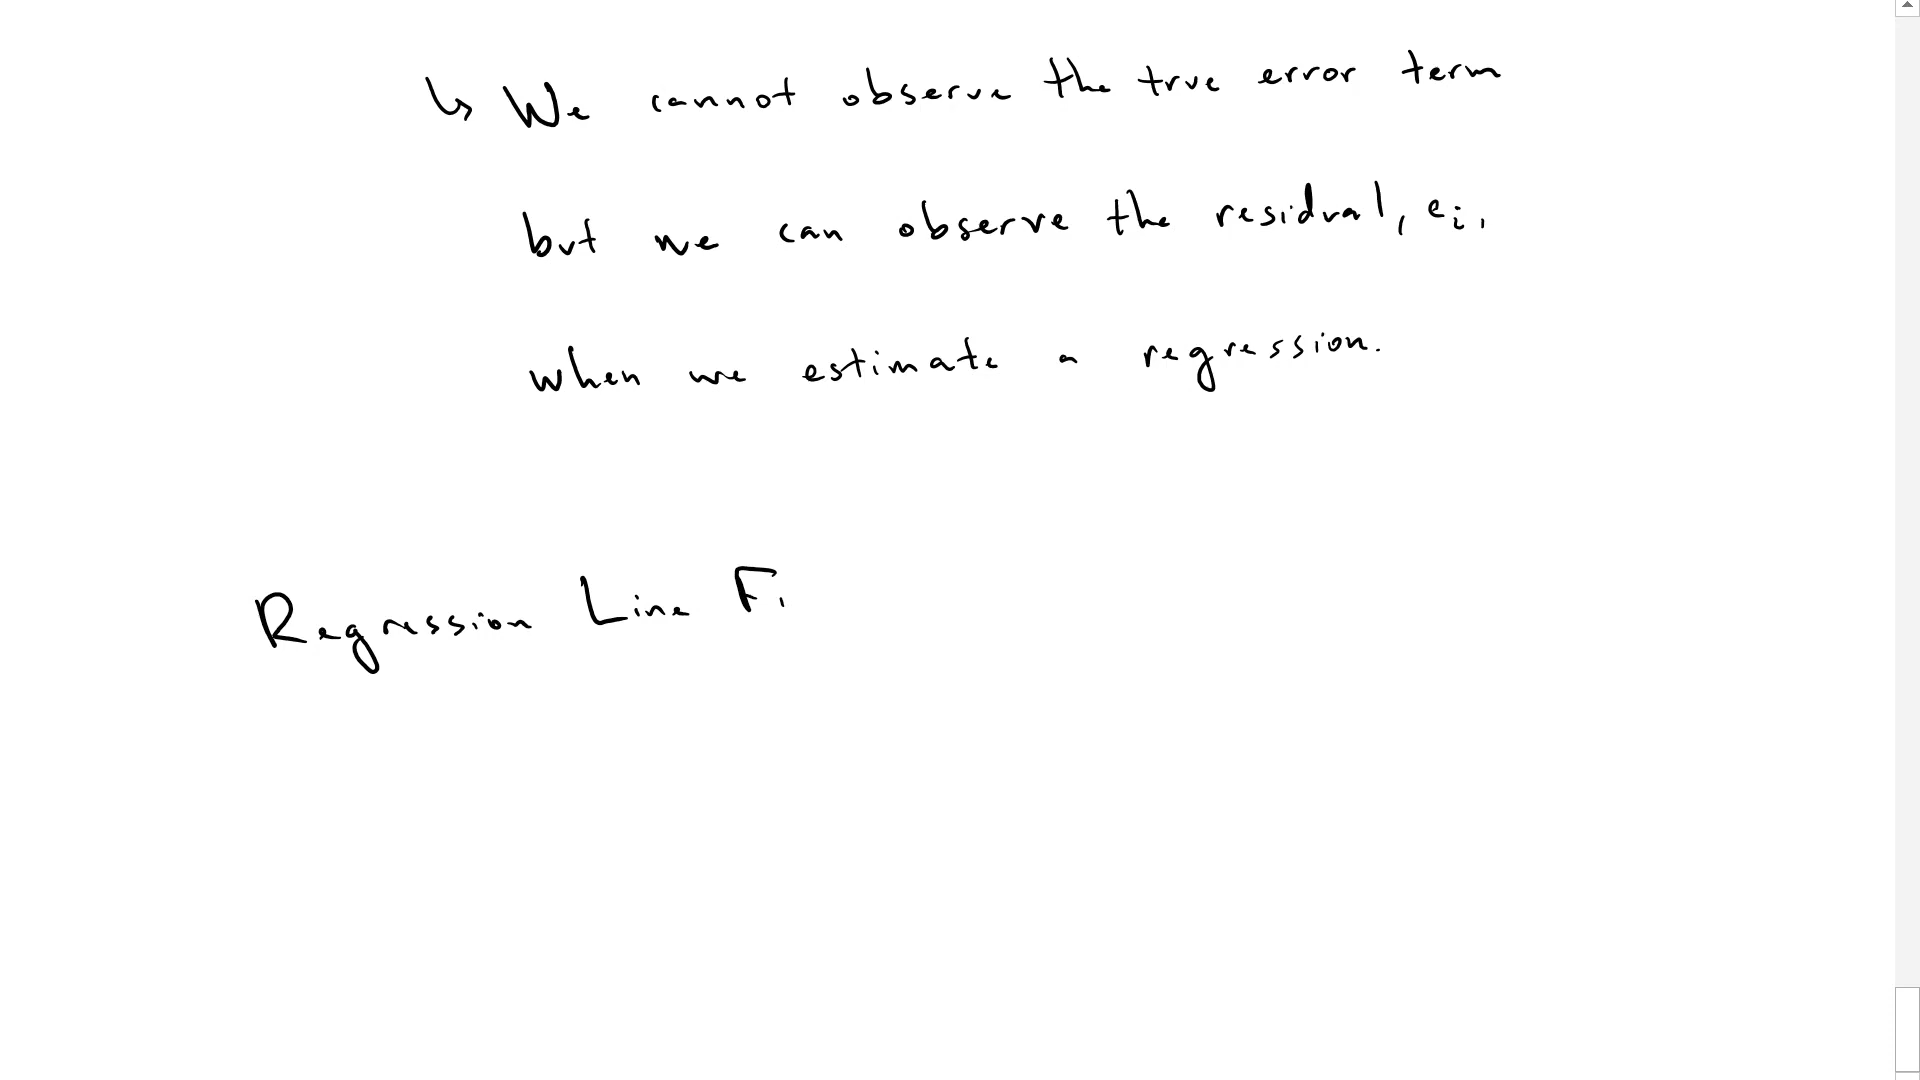 ↳ We cannot observe the true error term
but we can observe the residual, eᵢ,
when we estimate a regression.
Regression Line Fi